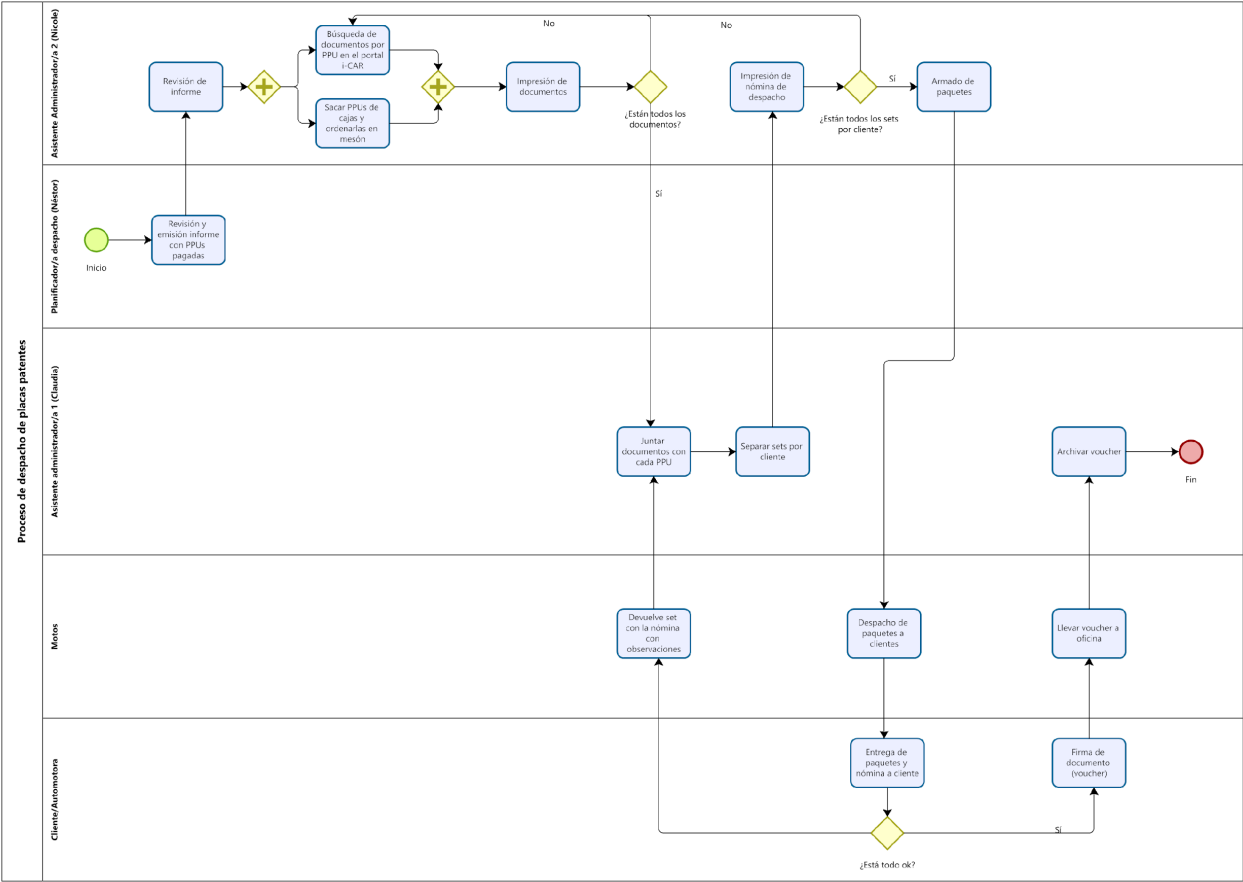 Proceso de despacho de placas patentes
Asistente Administrador/a 2 (Nicole)
Revisión de
informe
Búsqueda de
documentos por
PPU en el portal
i-CAR
Sacar PPUs de
cajas y
ordenarlas en
mesón
Impresión de
documentos
No
¿Están todos los
documentos?
Sí
No
Impresión de
nómina de
despacho
¿Están todos los sets
por cliente?
Sí
Armado de
paquetes
Planificador/a despacho (Néstor)
Inicio
Revisión y
emisión informe
con PPUs
pagadas
Asistente administrador/a 1 (Claudia)
Juntar
documentos con
cada PPU
Separar sets por
cliente
Archivar voucher
Fin
Motos
Devuelve set
con la nómina
con
observaciones
Despacho de
paquetes a
clientes
Llevar voucher a
oficina
Cliente/Automotora
Entrega de
paquetes y
nómina a cliente
Firma de
documento
(voucher)
¿Está todo ok?
Sí